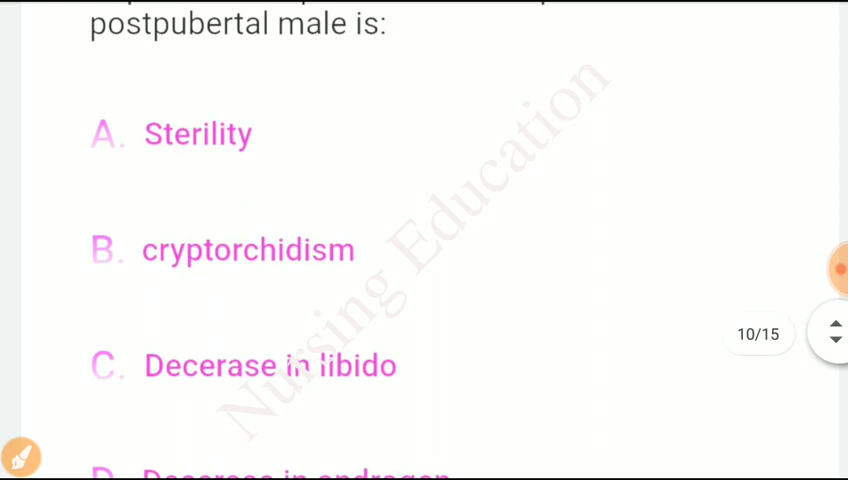 postpubertal male is:
A. Sterility
B. cryptorchidism
C. Decerase in libido
Nursing Education
10/15